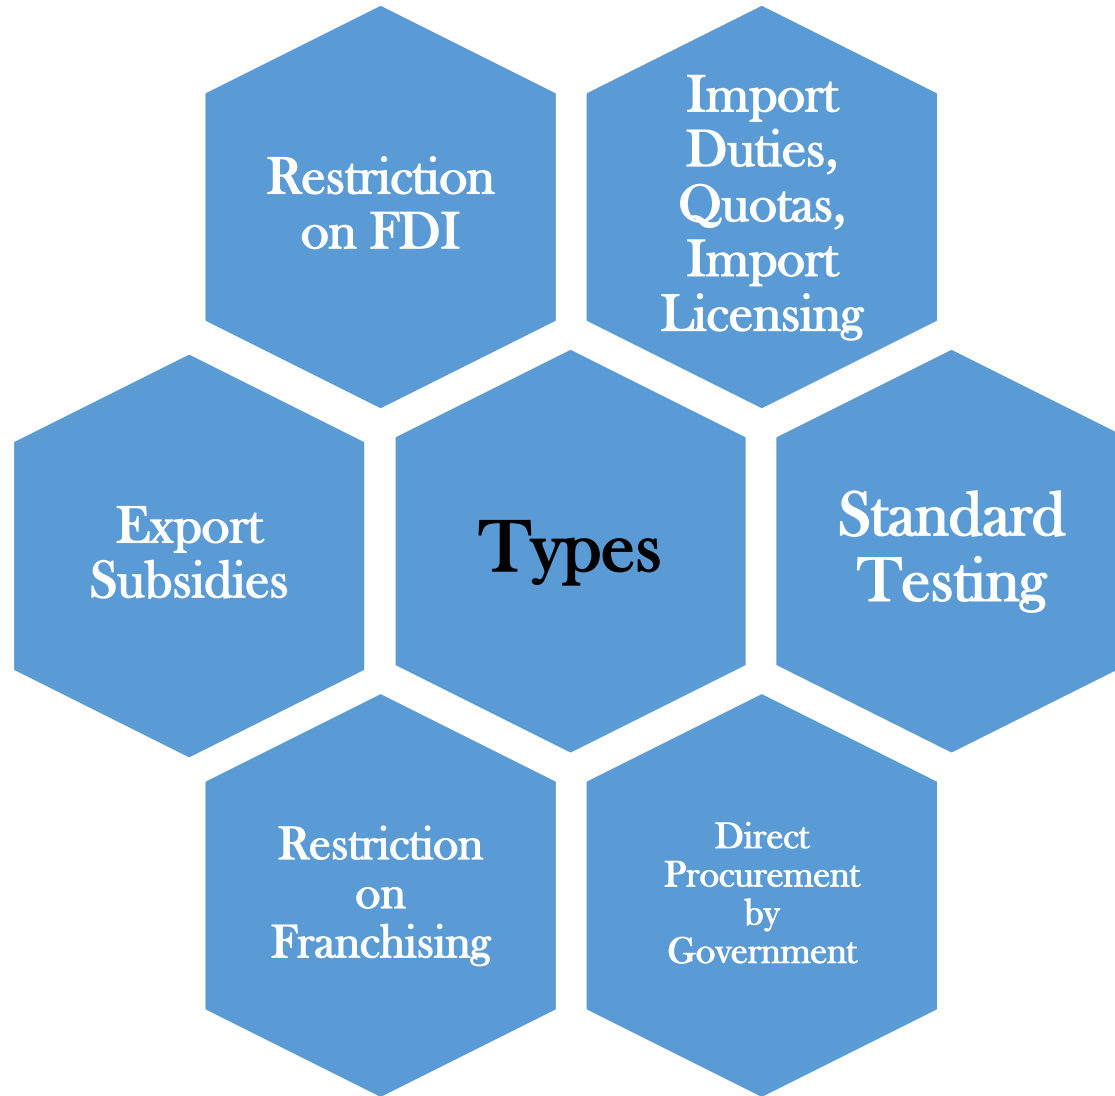 Restriction
on FDI
Import
Duties,
Quotas,
Import
Licensing
Export
Subsidies
Types
Standard
Testing
Restriction
on
Franchising
Direct
Procurement
by
Government